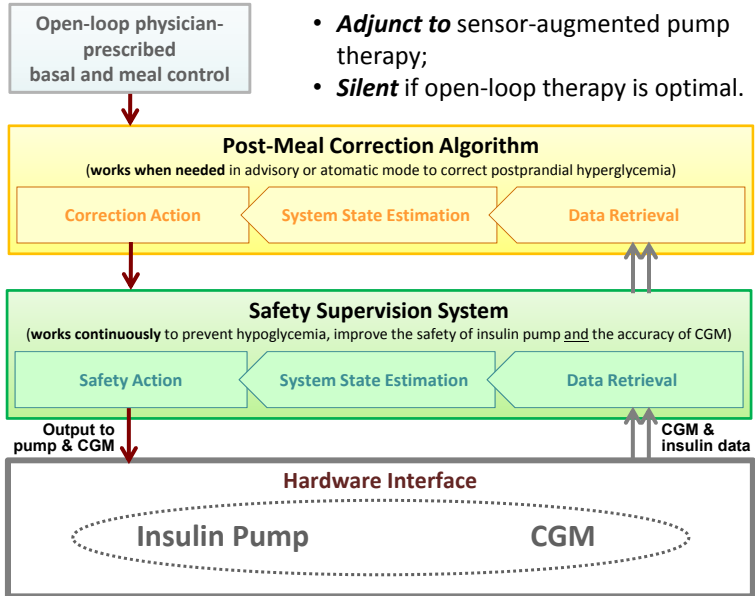 Open-loop physician-
prescribed
basal and meal control
• Adjunct to sensor-augmented pump
therapy;
• Silent if open-loop therapy is optimal.
Post-Meal Correction Algorithm
(works when needed in advisory or atomatic mode to correct postprandial hyperglycemia)
Correction Action
System State Estimation
Data Retrieval
Safety Supervision System
(works continuously to prevent hypoglycemia, improve the safety of insulin pump and the accuracy of CGM)
Safety Action
System State Estimation
Data Retrieval
Output to
pump & CGM
CGM &
insulin data
Hardware Interface
Insulin Pump
CGM